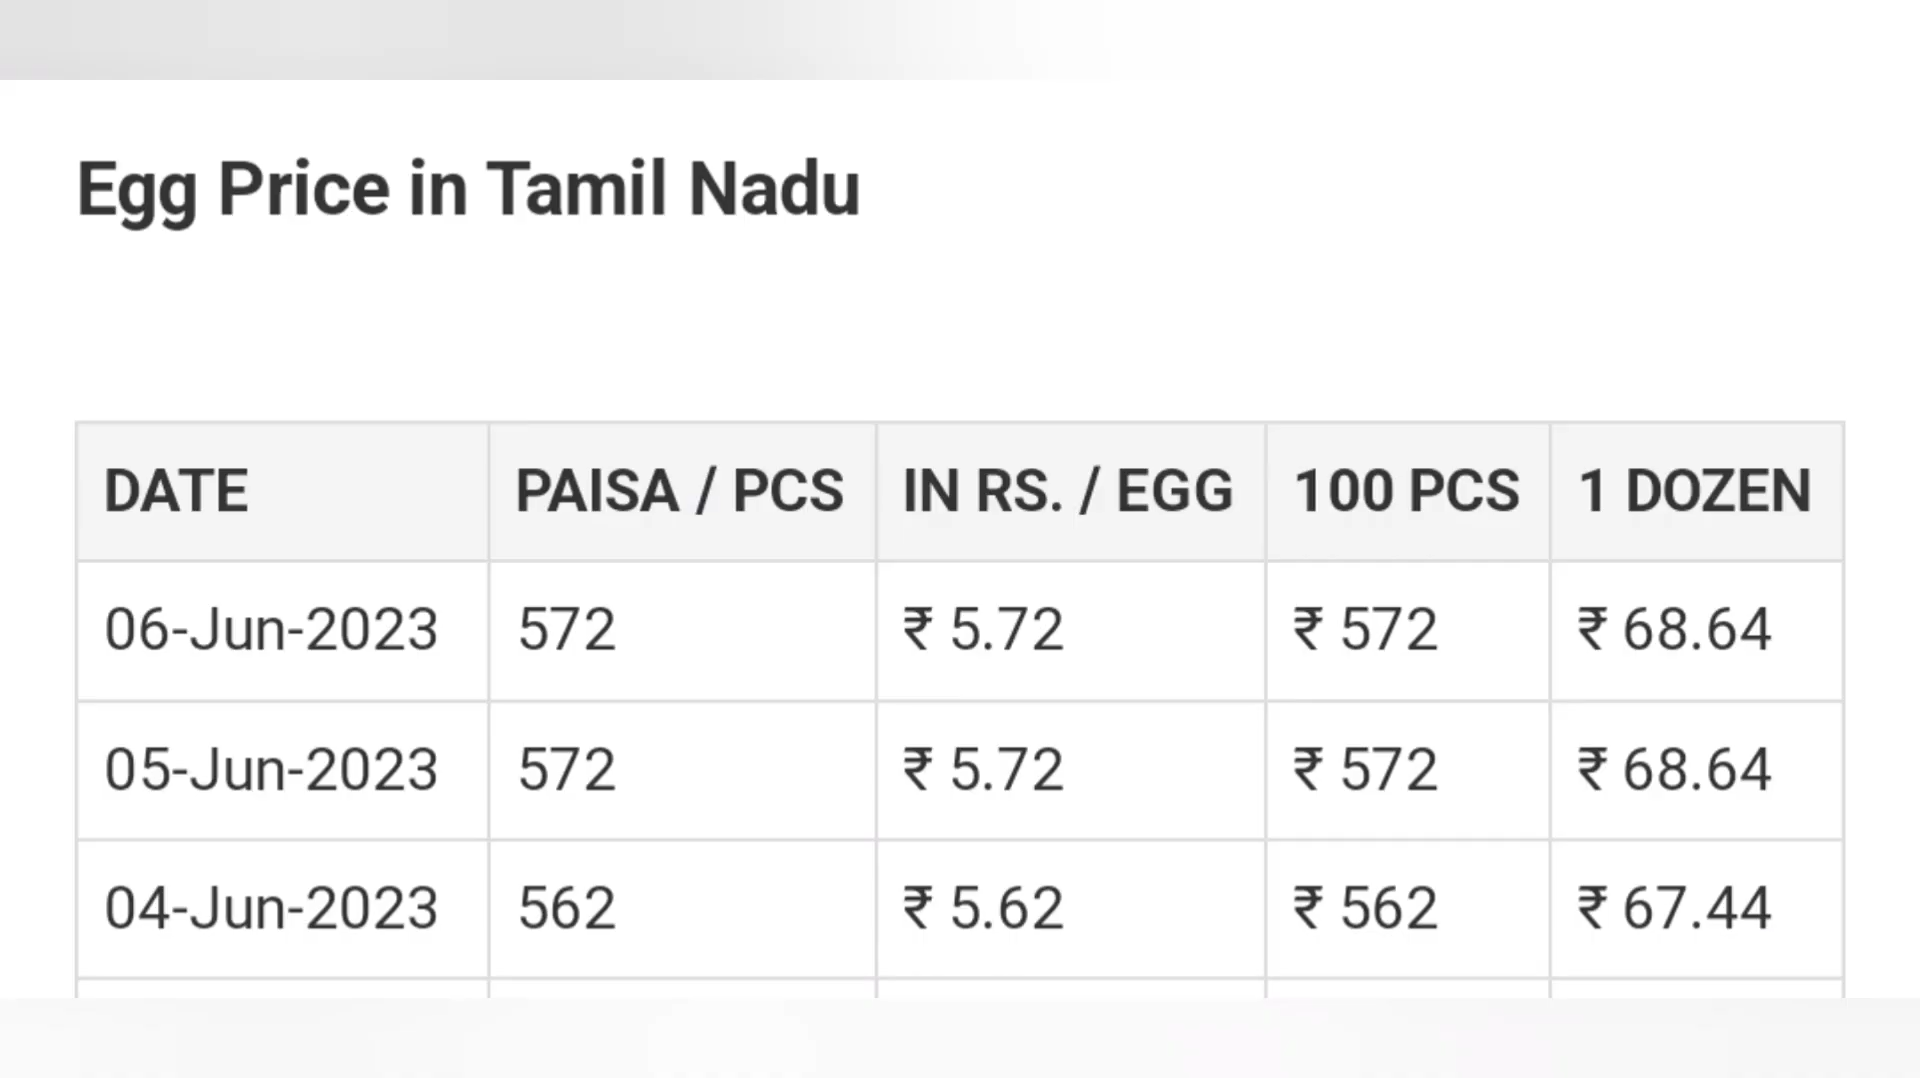 Egg Price in Tamil Nadu
DATE PAISA / PCS IN RS. / EGG 100 PCS 1 DOZEN
06-Jun-2023 572 ₹ 5.72 ₹ 572 ₹ 68.64
05-Jun-2023 572 ₹ 5.72 ₹ 572 ₹ 68.64
04-Jun-2023 562 ₹ 5.62 ₹ 562 ₹ 67.44